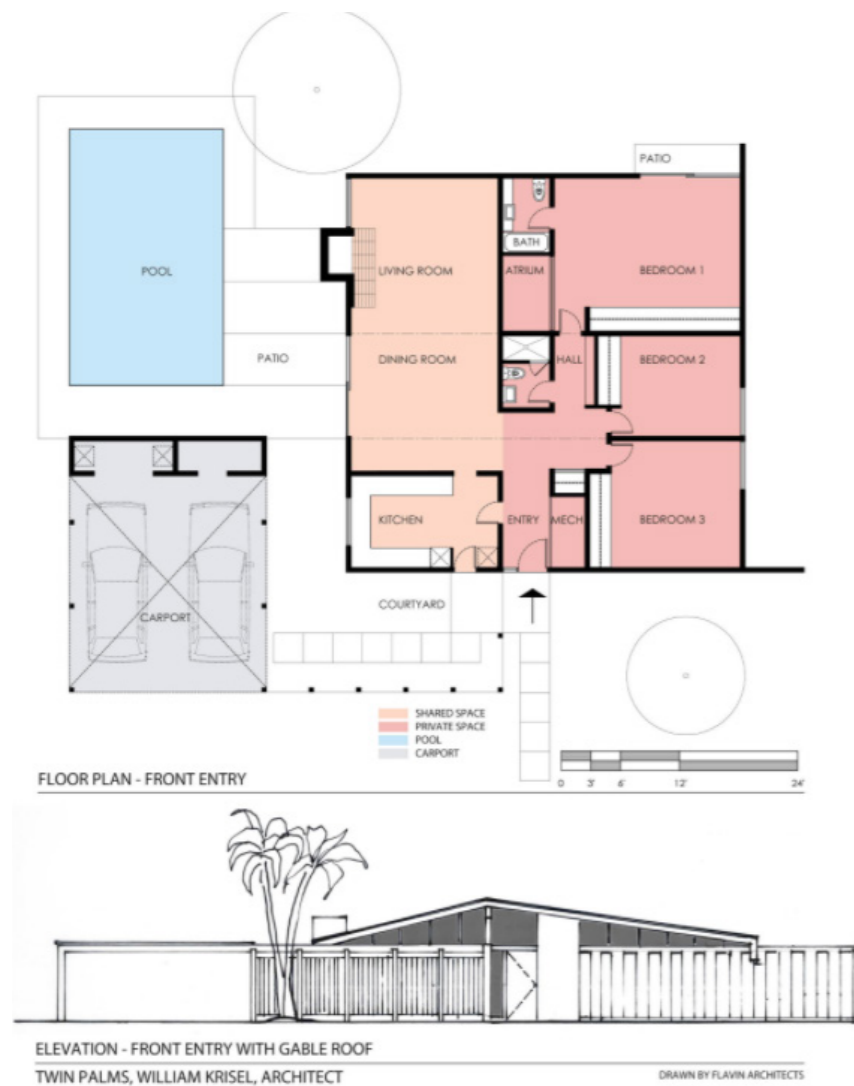 PATIO
BATH
POOL
LIVING ROOM
ATRIUM
BEDROOM 1
PATIO
DINING ROOM
HALL
BEDROOM 2
KITCHEN
ENTRY
MECH
BEDROOM 3
COURTYARD
CARPORT
SHARED SPACE
PRIVATE SPACE
POOL
CARPORT
FLOOR PLAN - FRONT ENTRY
0 3' 6' 12' 24'
ELEVATION - FRONT ENTRY WITH GABLE ROOF
TWIN PALMS, WILLIAM KRISEL, ARCHITECT
DRAWN BY FLAVIN ARCHITECTS